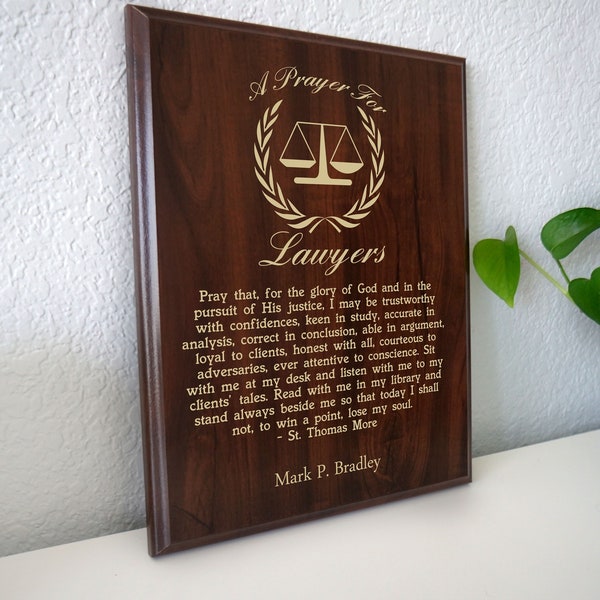 A Prayer For
Lawyers
Pray that, for the glory of God and in the
pursuit of His justice, I may be trustworthy
with confidences, keen in study, accurate in
analysis, correct in conclusion, able in argument,
loyal to clients, honest with all, courteous to
adversaries, ever attentive to conscience. Sit
with me at my desk and listen with me to my
clients' tales. Read with me in my library and
stand always beside me so that today I shall
not, to win a point, lose my soul.
- St. Thomas More
Mark P. Bradley